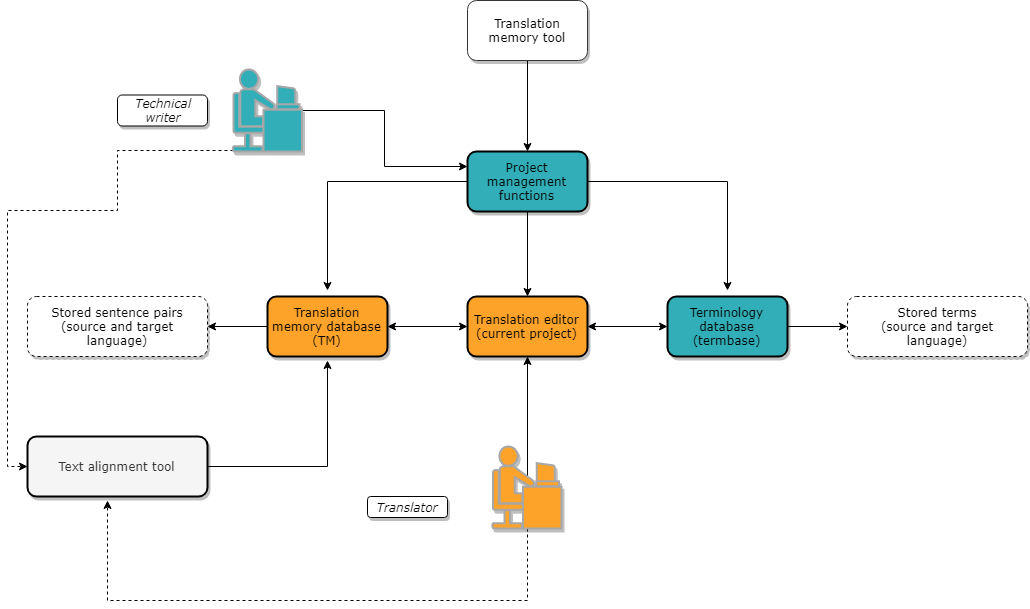 Translation
memory tool
Technical
writer
Project
management
functions
Stored sentence pairs
(source and target
language)
Translation
memory database
(TM)
Translation editor
(current project)
Terminology
database
(termbase)
Stored terms
(source and target
language)
Text alignment tool
Translator